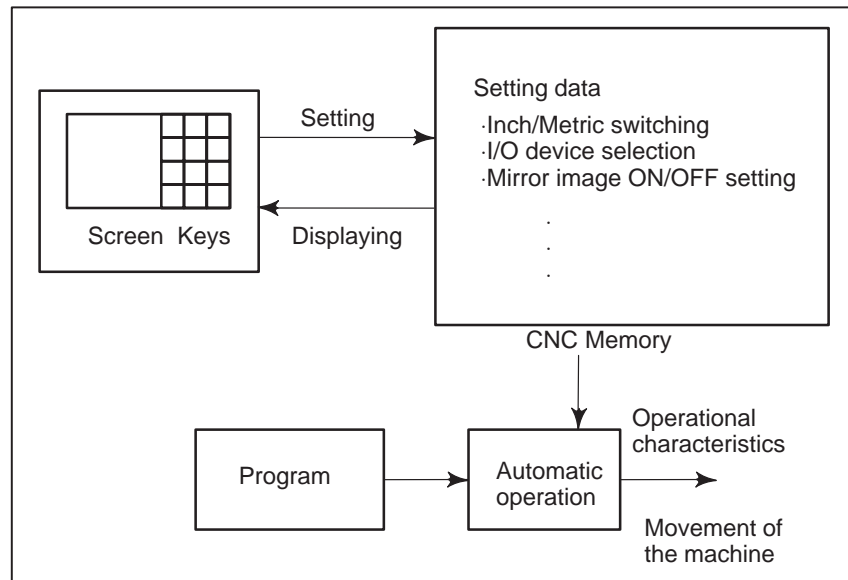 Setting data
·Inch/Metric switching
·I/O device selection
·Mirror image ON/OFF setting
.
.
.
Setting
Displaying
Screen Keys
CNC Memory
Program
Automatic
operation
Operational
characteristics
Movement of
the machine